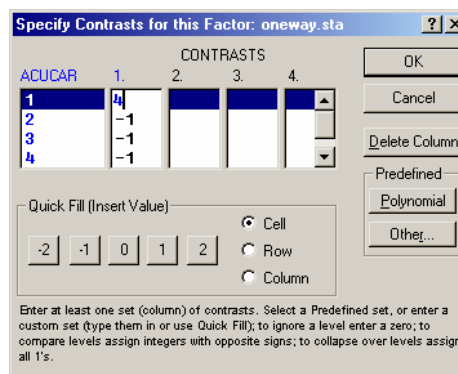 Specify Contrasts for this Factor: oneway.sta
CONTRASTS
ACUCAR 1. 2. 3. 4.
1 4
2 -1
3 -1
4 -1
OK
Cancel
Delete Column
Predefined
Polynomial
Other...
Quick Fill (Insert Value)
-2 -1 0 1 2
Cell
Row
Column
Enter at least one set (column) of contrasts. Select a Predefined set, or enter a
custom set (type them in or use Quick Fill); to ignore a level enter a zero; to
compare levels assign integers with opposite signs; to collapse over levels assign
all 1's.